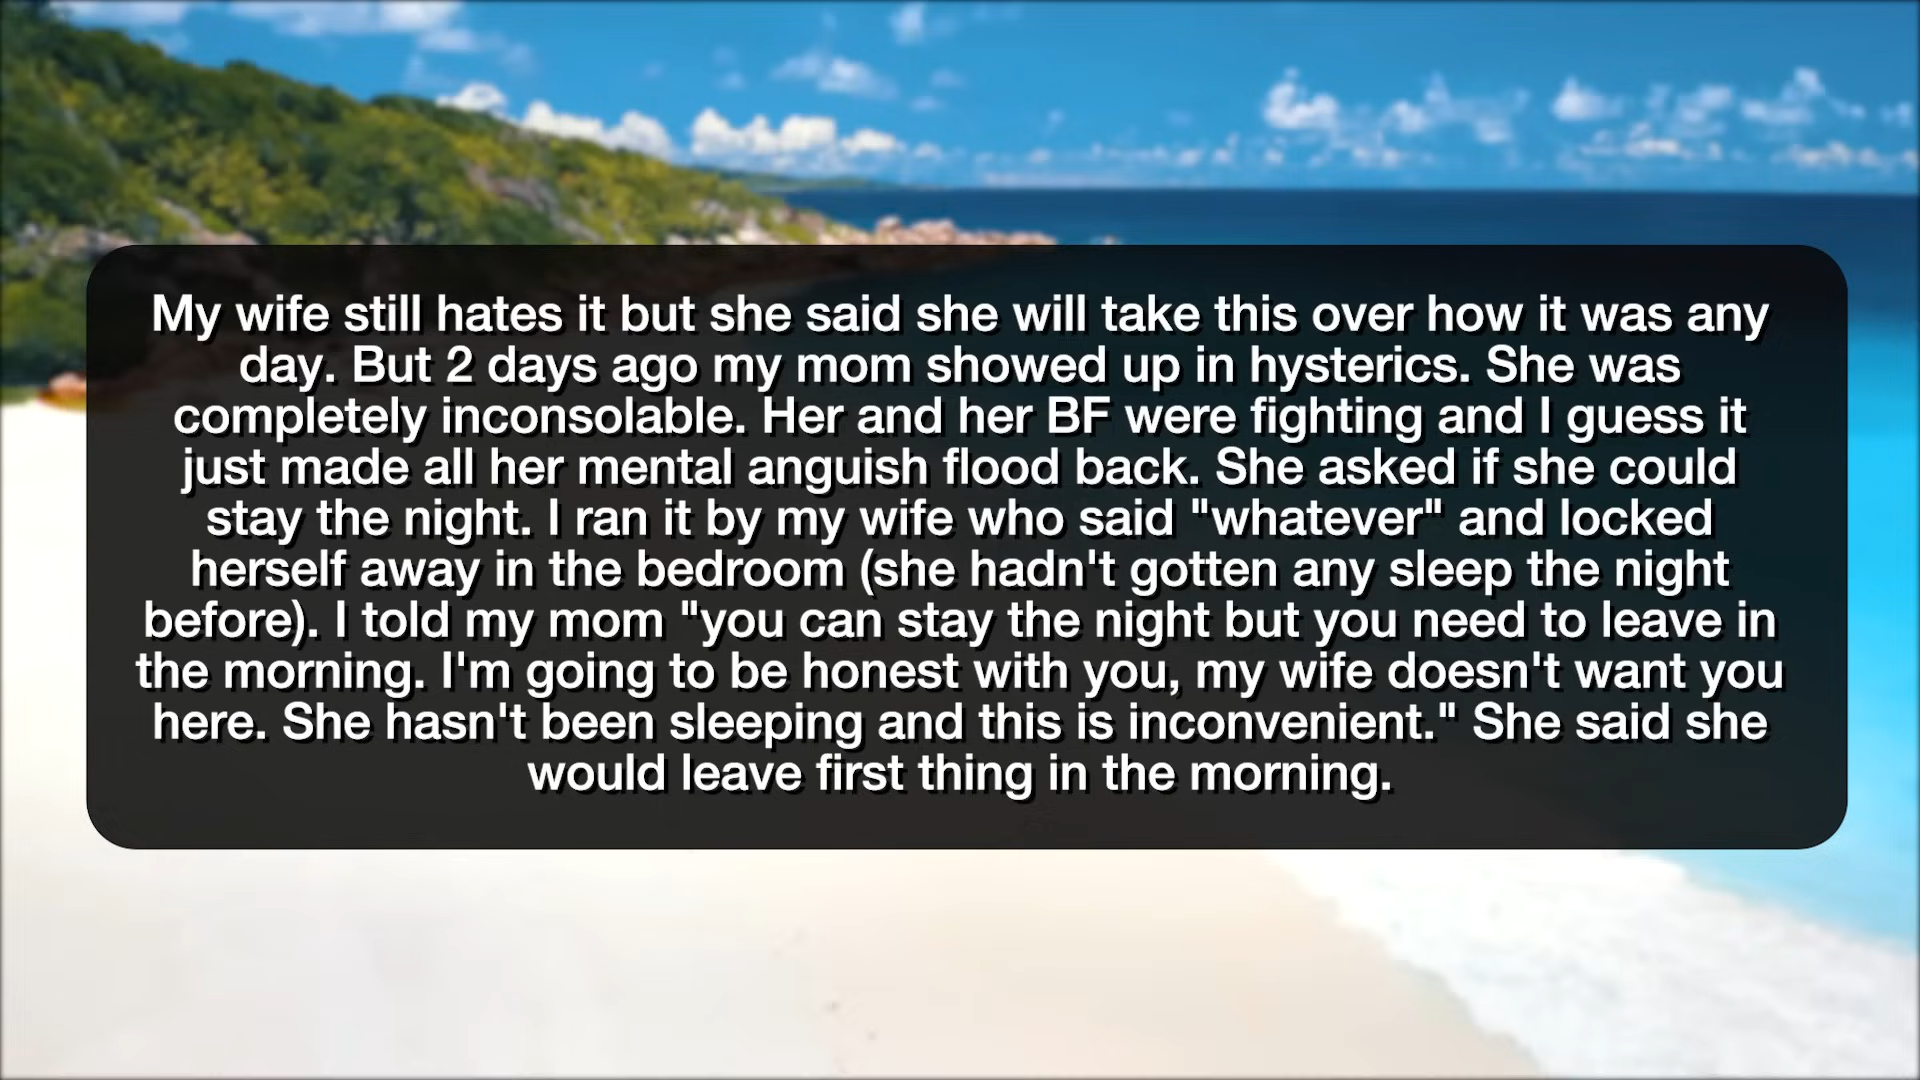 My wife still hates it but she said she will take this over how it was any
day. But 2 days ago my mom showed up in hysterics. She was
completely inconsolable. Her and her BF were fighting and I guess it
just made all her mental anguish flood back. She asked if she could
stay the night. I ran it by my wife who said "whatever" and locked
herself away in the bedroom (she hadn't gotten any sleep the night
before). I told my mom "you can stay the night but you need to leave in
the morning. I'm going to be honest with you, my wife doesn't want you
here. She hasn't been sleeping and this is inconvenient." She said she
would leave first thing in the morning.